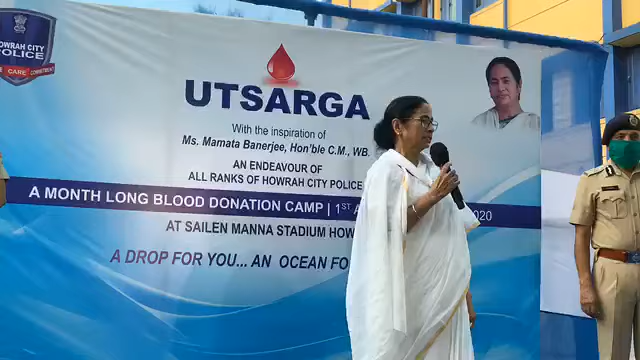 HOWRAH CITY
POLICE
CARE COMMITMENT
UTSARGA
With the inspiration of
Ms. Mamata Banerjee, Hon'ble C.M., WB.
AN ENDEAVOUR OF
ALL RANKS OF HOWRAH CITY POLICE
A MONTH LONG BLOOD DONATION CAMP | 1ST 2020
AT SAILEN MANNA STADIUM
A DROP FOR YOU... AN OCEAN